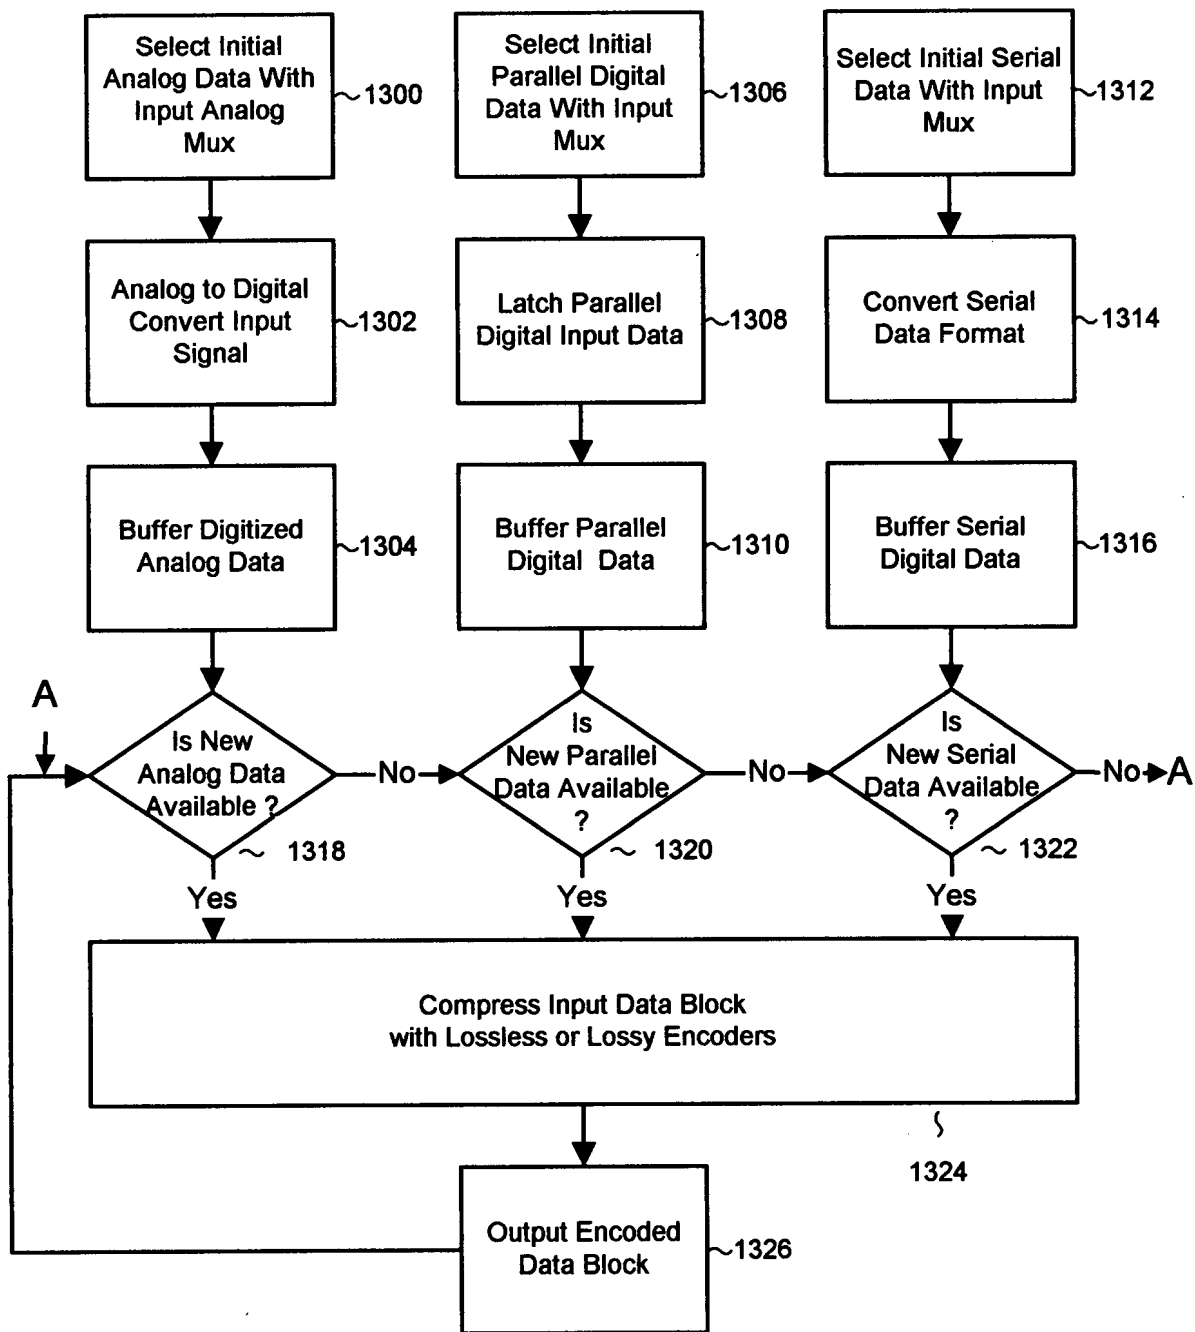 Select Initial
Analog Data With
Input Analog
Mux
1300
Select Initial
Parallel Digital
Data With Input
Mux
1306
Select Initial Serial
Data With Input
Mux
1312
Analog to Digital
Convert Input
Signal
1302
Latch Parallel
Digital Input Data
1308
Convert Serial
Data Format
1314
Buffer Digitized
Analog Data
1304
Buffer Parallel
Digital Data
1310
Buffer Serial
Digital Data
1316
A
Is New
Analog Data
Available ?
1318
No
Is
New Parallel
Data Available
?
1320
No
Is
New Serial
Data Available
?
1322
No
A
Yes
Yes
Yes
Compress Input Data Block
with Lossless or Lossy Encoders
1324
Output Encoded
Data Block
1326